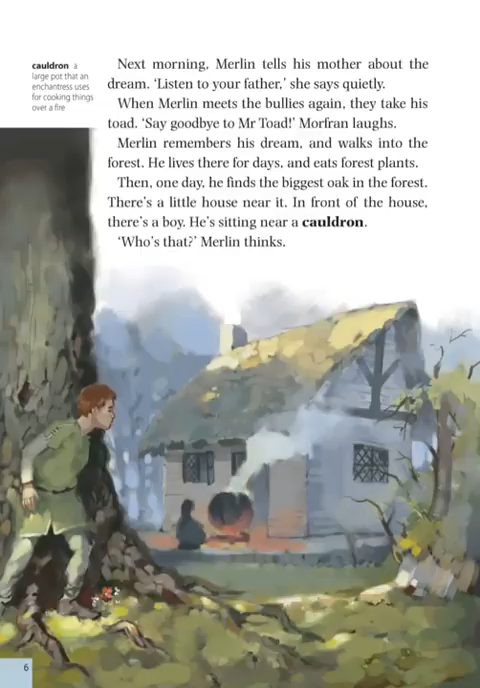 cauldron a
large pot that an
enchantress uses
for cooking things
over a fire
Next morning, Merlin tells his mother about the
dream. ‘Listen to your father,’ she says quietly.
When Merlin meets the bullies again, they take his
toad. ‘Say goodbye to Mr Toad!’ Morfran laughs.
Merlin remembers his dream, and walks into the
forest. He lives there for days, and eats forest plants.
Then, one day, he finds the biggest oak in the forest.
There’s a little house near it. In front of the house,
there’s a boy. He’s sitting near a cauldron.
‘Who’s that?’ Merlin thinks.
6